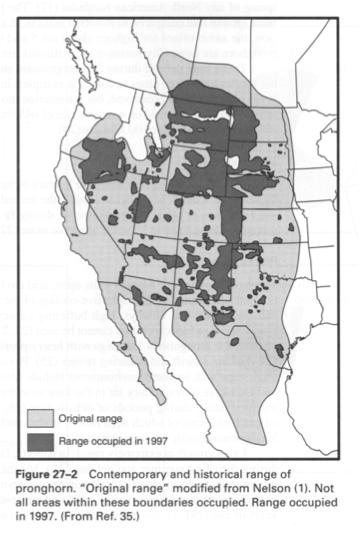 Original range
Range occupied in 1997
Figure 27–2 Contemporary and historical range of
pronghorn. “Original range” modified from Nelson (1). Not
all areas within these boundaries occupied. Range occupied
in 1997. (From Ref. 35.)